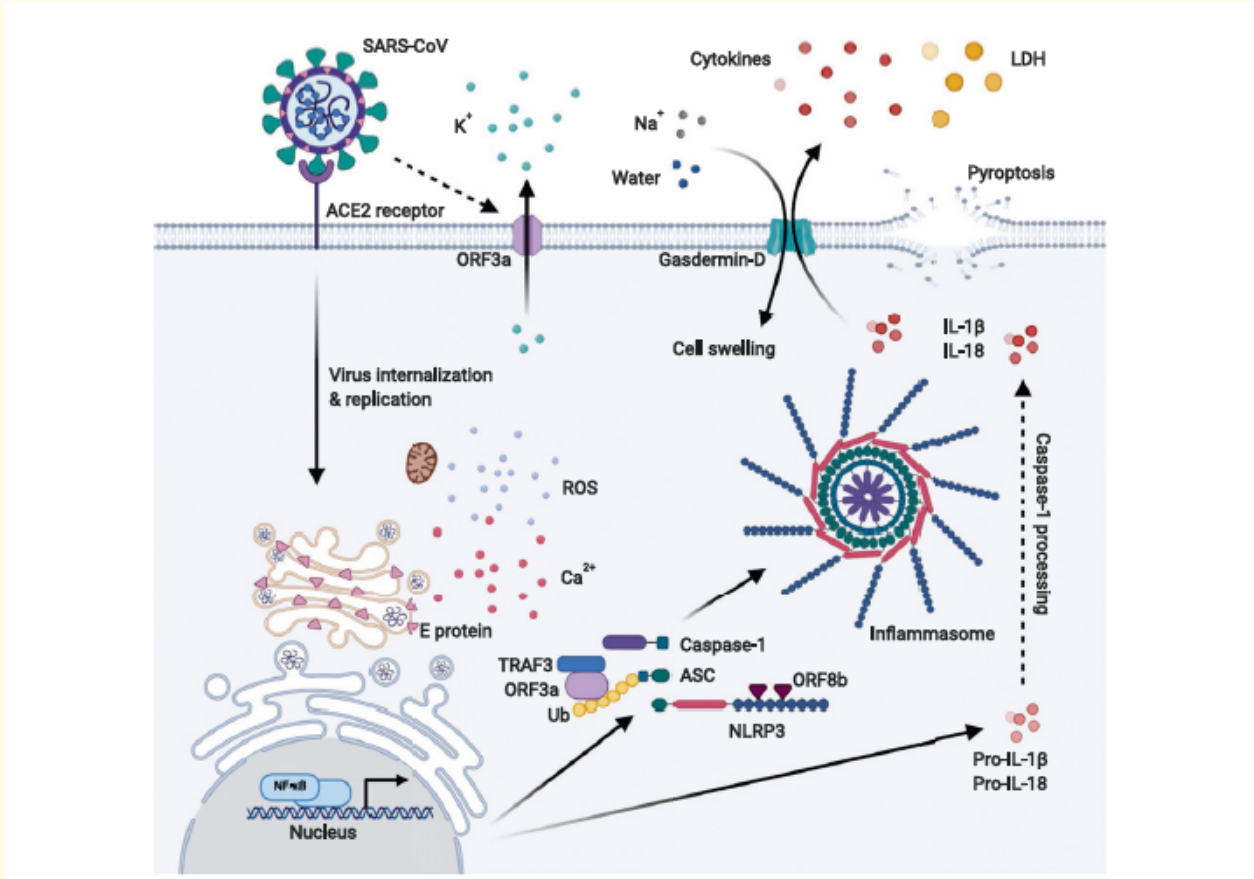 SARS-CoV
Cytokines
LDH
K+
Na+
Water
Pyroptosis
ACE2 receptor
ORF3a
Gasdermin-D
IL-1β
IL-18
Cell swelling
Virus internalization
& replication
Caspase-1 processing
ROS
Ca2+
E protein
Inflammasome
Caspase-1
TRAF3
ASC
ORF3a
ORF8b
Ub
NLRP3
Pro-IL-1β
Pro-IL-18
NF-κB
Nucleus